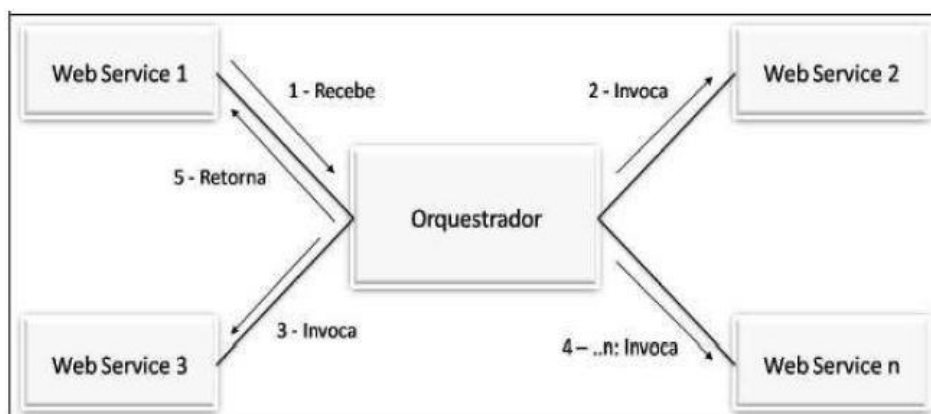 Web Service 1
1 - Recebe
2 - Invoca
Web Service 2
5 - Retorna
Orquestrador
3 - Invoca
4 – ..n: Invoca
Web Service 3
Web Service n